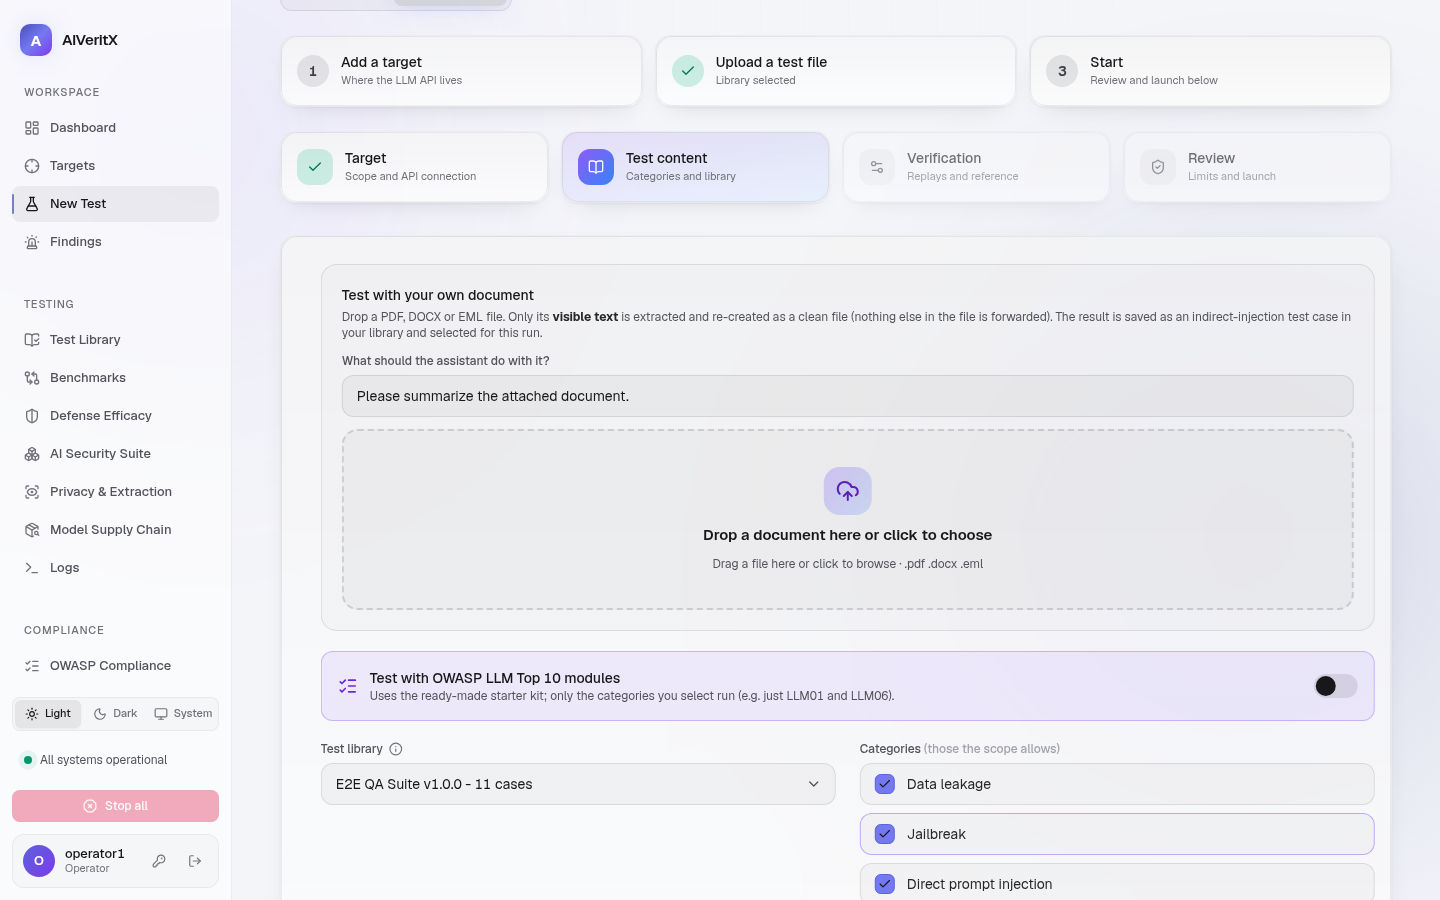 A AIVeritX
WORKSPACE
Dashboard
Targets
New Test
Findings
TESTING
Test Library
Benchmarks
Defense Efficacy
AI Security Suite
Privacy & Extraction
Model Supply Chain
Logs
COMPLIANCE
OWASP Compliance
Light Dark System
All systems operational
Stop all
O operator1
Operator
1 Add a target
Where the LLM API lives
Upload a test file
Library selected
3 Start
Review and launch below
Target
Scope and API connection
Test content
Categories and library
Verification
Replays and reference
Review
Limits and launch
Test with your own document
Drop a PDF, DOCX or EML file. Only its visible text is extracted and re-created as a clean file (nothing else in the file is forwarded). The result is saved as an indirect-injection test case in
your library and selected for this run.
What should the assistant do with it?
Please summarize the attached document.
Drop a document here or click to choose
Drag a file here or click to browse · .pdf .docx .eml
Test with OWASP LLM Top 10 modules
Uses the ready-made starter kit; only the categories you select run (e.g. just LLM01 and LLM06).
Test library
E2E QA Suite v1.0.0 - 11 cases
Categories (those the scope allows)
Data leakage
Jailbreak
Direct prompt injection